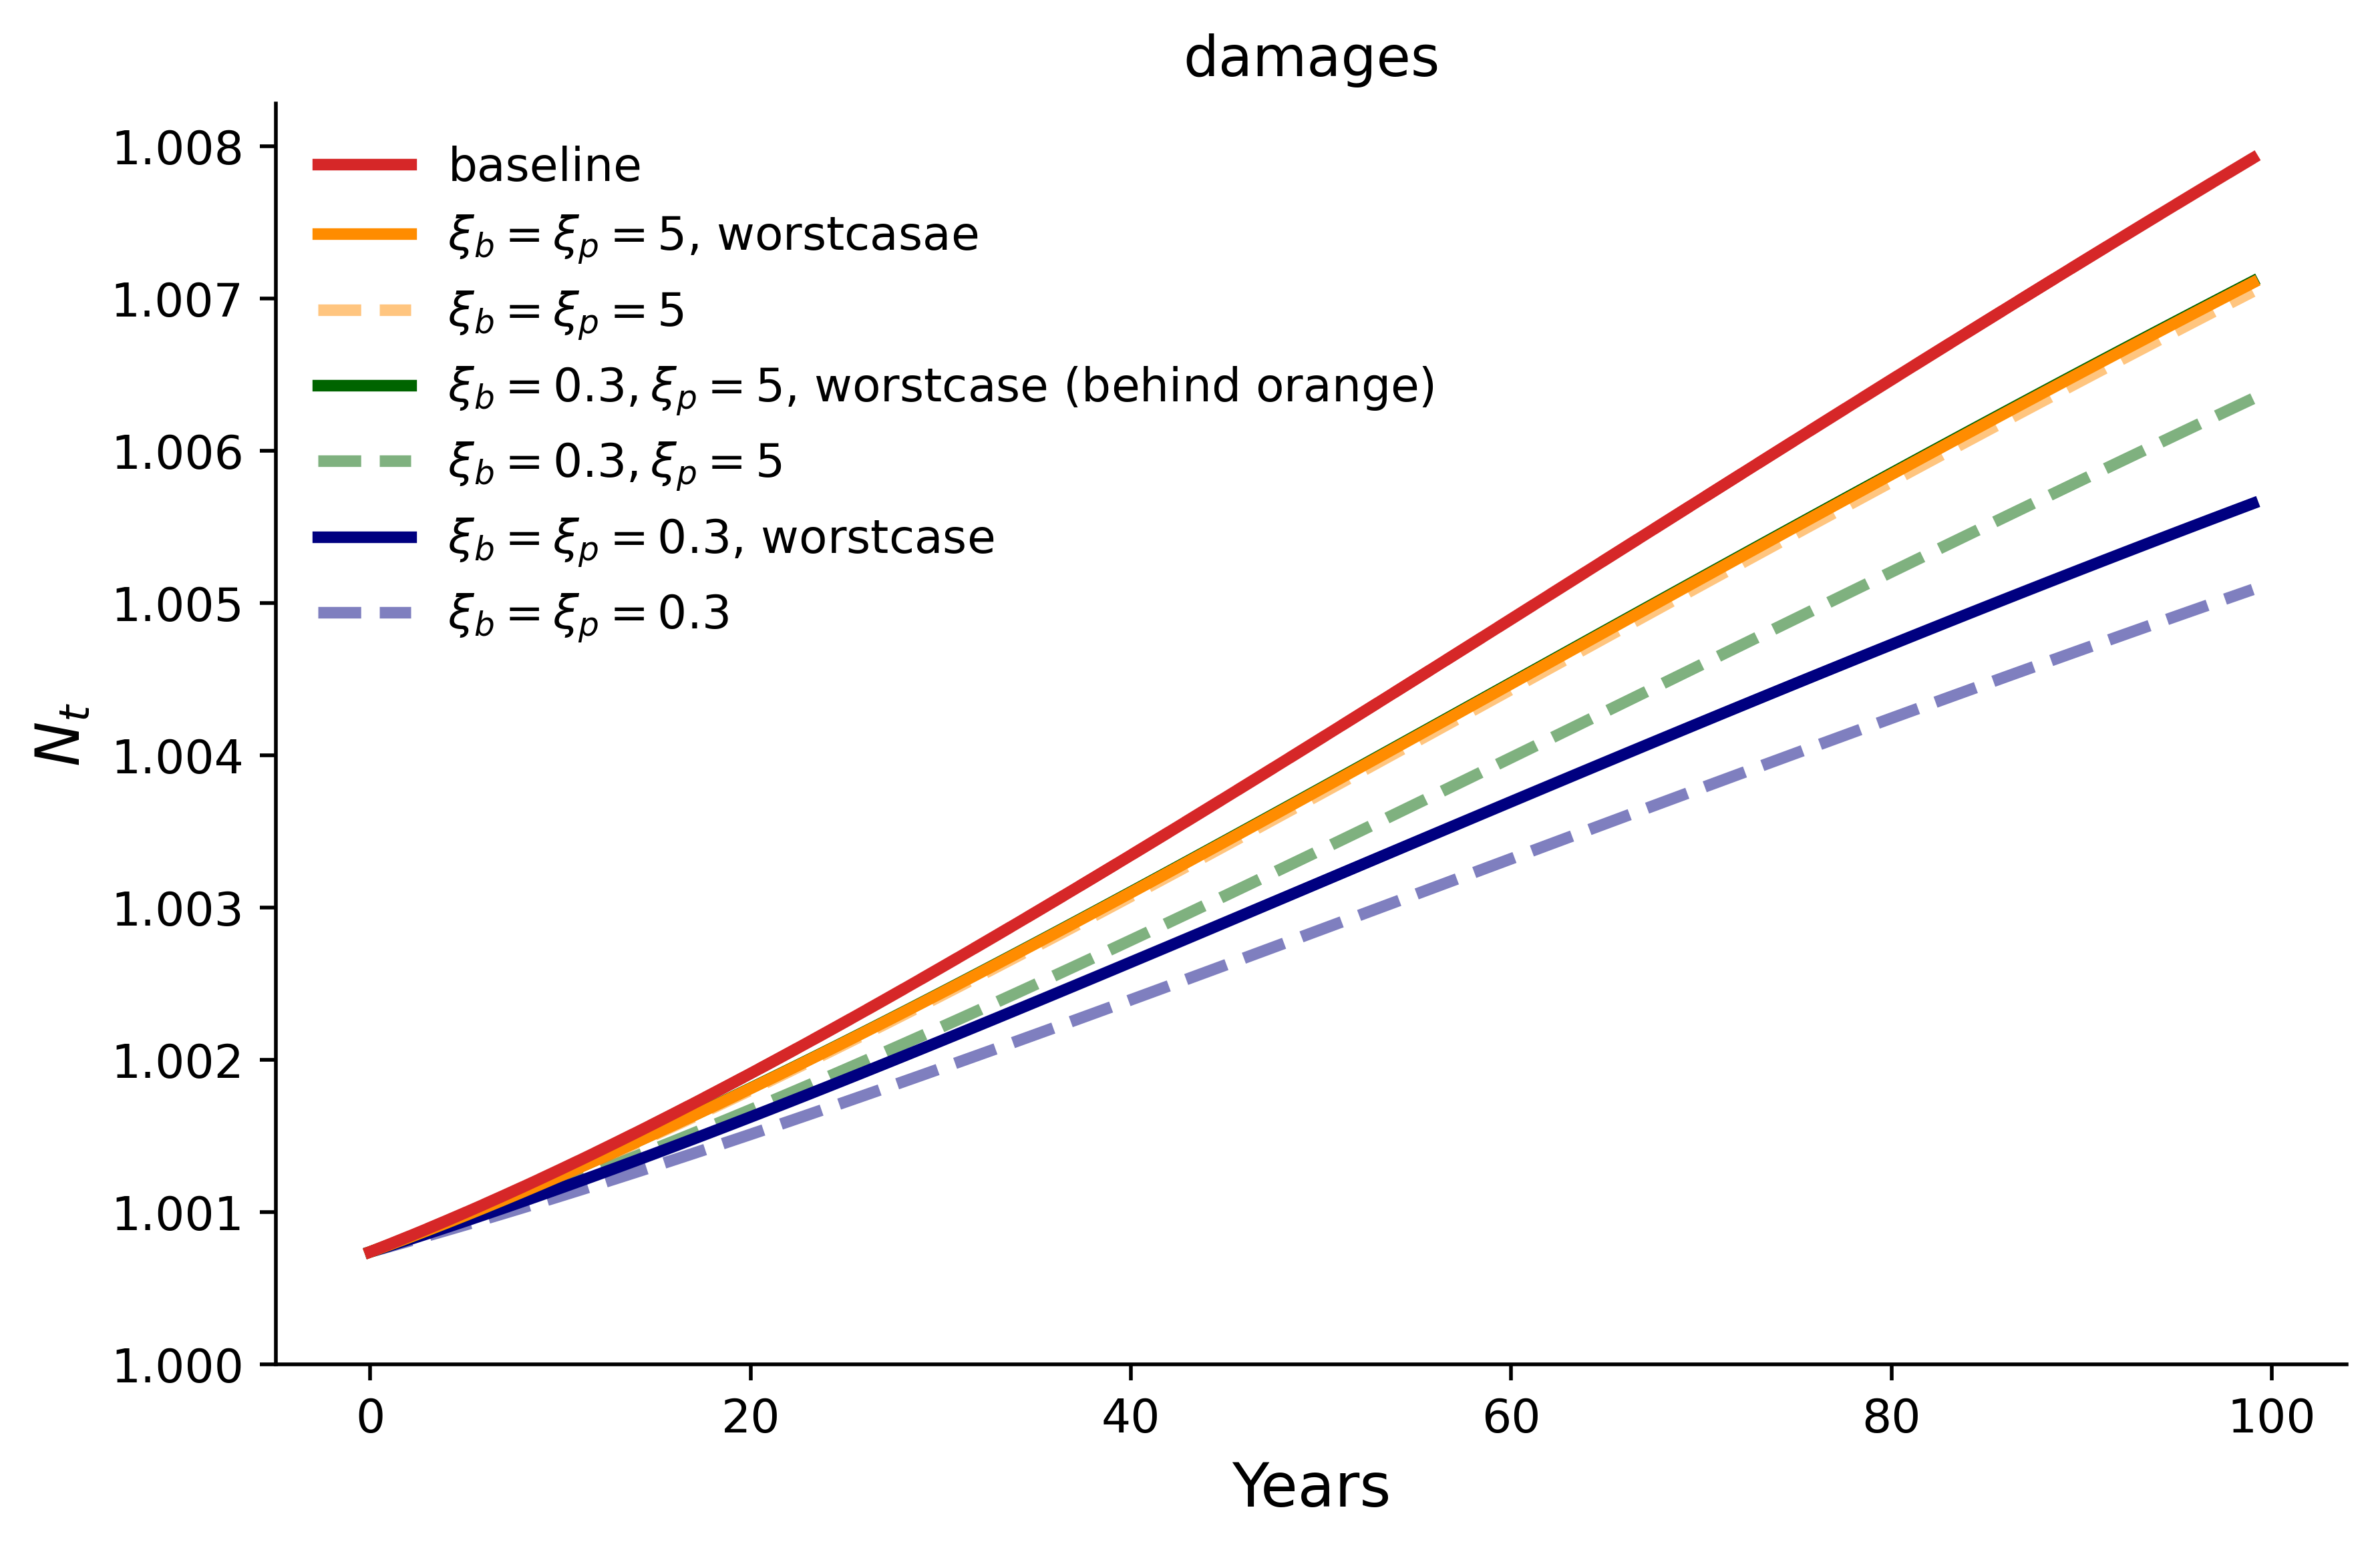 damages
1.008
1.007
1.006
1.005
1.004
1.003
1.002
1.001
1.000
N_t
baseline
ξ_b = ξ_p = 5, worstcasae
ξ_b = ξ_p = 5
ξ_b = 0.3, ξ_p = 5, worstcase (behind orange)
ξ_b = 0.3, ξ_p = 5
ξ_b = ξ_p = 0.3, worstcase
ξ_b = ξ_p = 0.3
0 20 40 60 80 100
Years